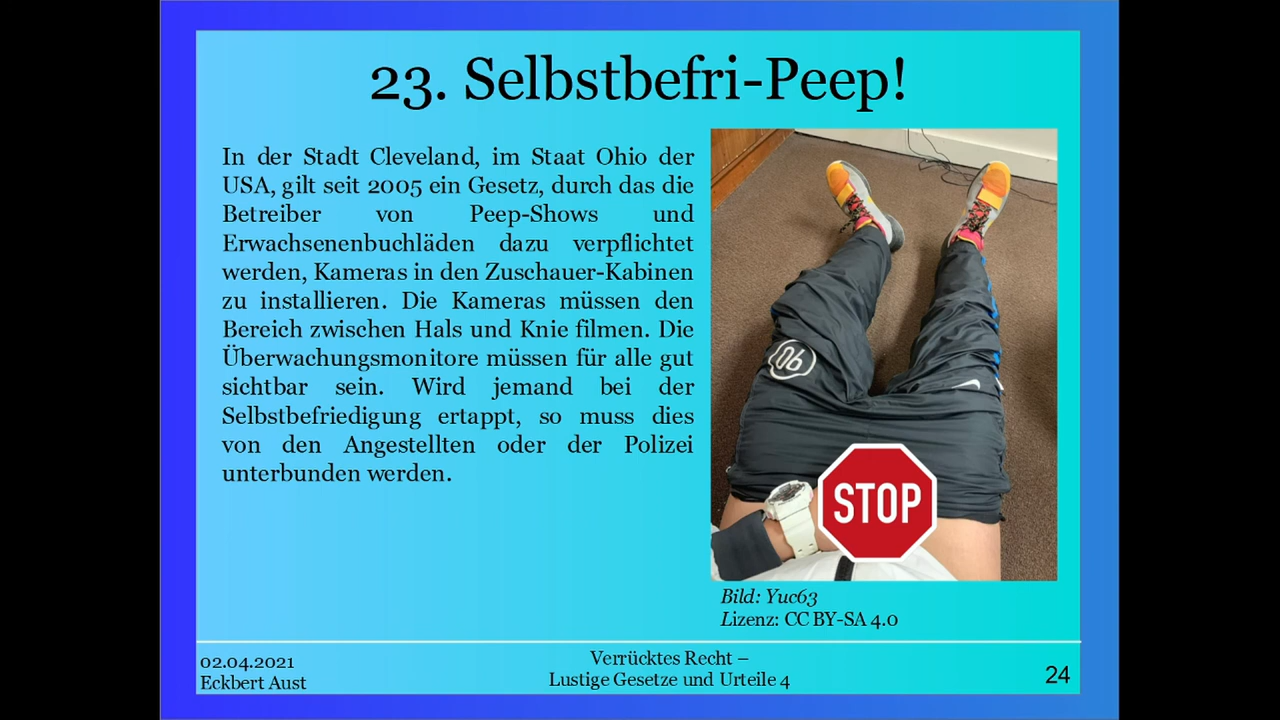 23. Selbstbefri-Peep!
In der Stadt Cleveland, im Staat Ohio der
USA, gilt seit 2005 ein Gesetz, durch das die
Betreiber von Peep-Shows und
Erwachsenenbuchläden dazu verpflichtet
werden, Kameras in den Zuschauer-Kabinen
zu installieren. Die Kameras müssen den
Bereich zwischen Hals und Knie filmen. Die
Überwachungsmonitore müssen für alle gut
sichtbar sein. Wird jemand bei der
Selbstbefriedigung ertappt, so muss dies
von den Angestellten oder der Polizei
unterbunden werden.
90
STOP
Bild: Yuc63
Lizenz: CC BY-SA 4.0
02.04.2021
Eckbert Aust
Verrücktes Recht –
Lustige Gesetze und Urteile 4
24